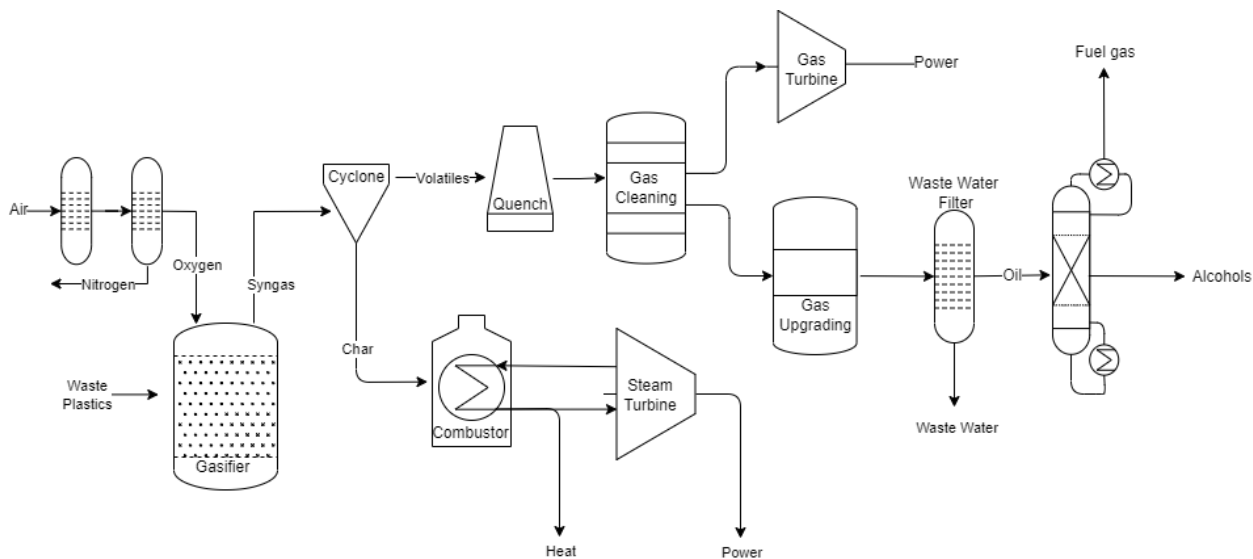 Fuel gas
Gas
Turbine
Power
Cyclone
Volatiles
Quench
Gas
Cleaning
Waste Water
Filter
Air
Oxygen
Nitrogen
Syngas
Oil
Alcohols
Gas
Upgrading
Char
Waste
Plastics
Steam
Turbine
Combustor
Waste Water
Gasifier
Heat
Power